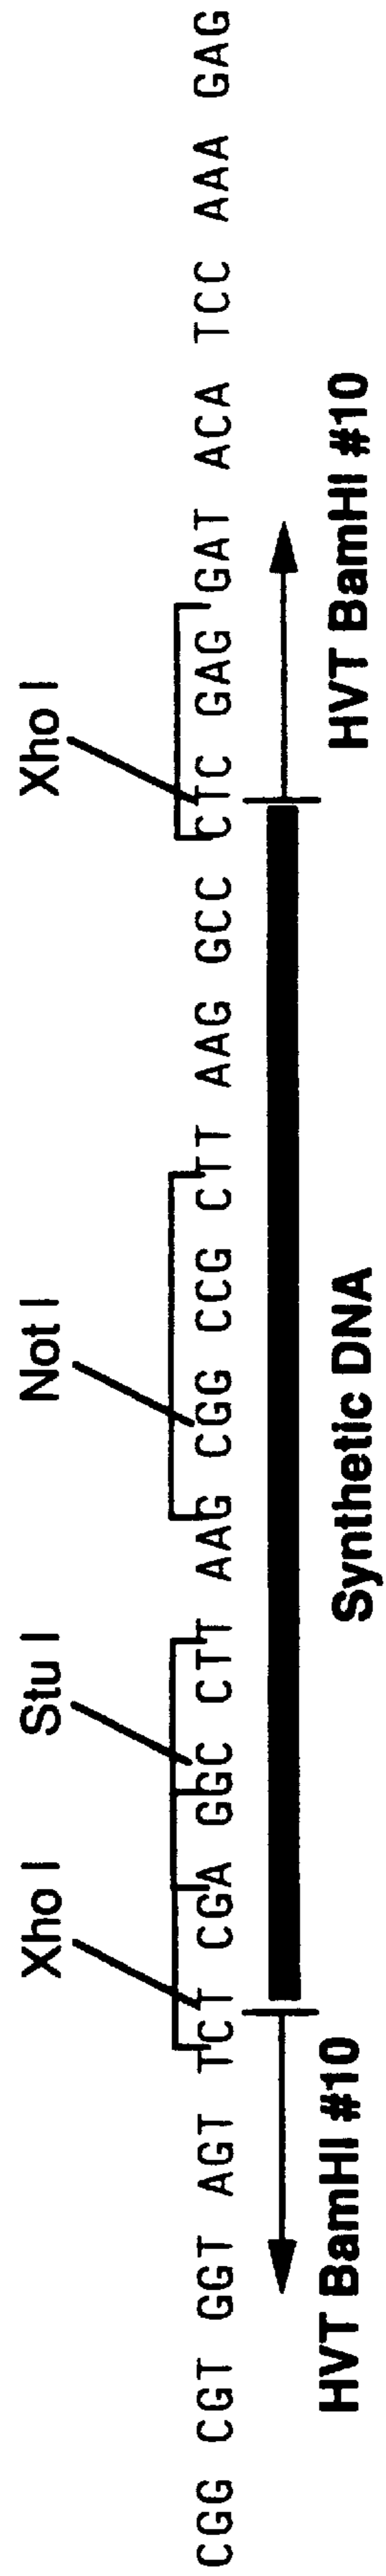 Xho I Stu I Not I Xho I
CGG CGT GGT AGT TCT CGA GGC CTT AAG CGG CCG CTT AAG GCC CTC GAG GAT ACA TCC AAA GAG
HVT BamHI #10 Synthetic DNA HVT BamHI #10